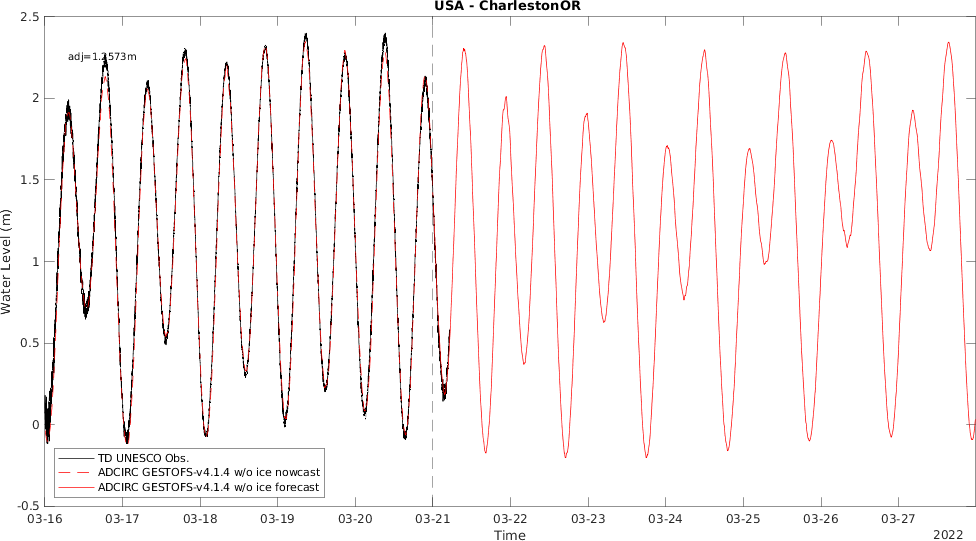 USA - CharlestonOR
2.5
adj=1.2573m
2
1.5
Water Level (m)
1
0.5
0
-0.5
TD UNESCO Obs.
ADCIRC GESTOFS-v4.1.4 w/o ice nowcast
ADCIRC GESTOFS-v4.1.4 w/o ice forecast
03-16 03-17 03-18 03-19 03-20 03-21 03-22 03-23 03-24 03-25 03-26 03-27
Time
2022